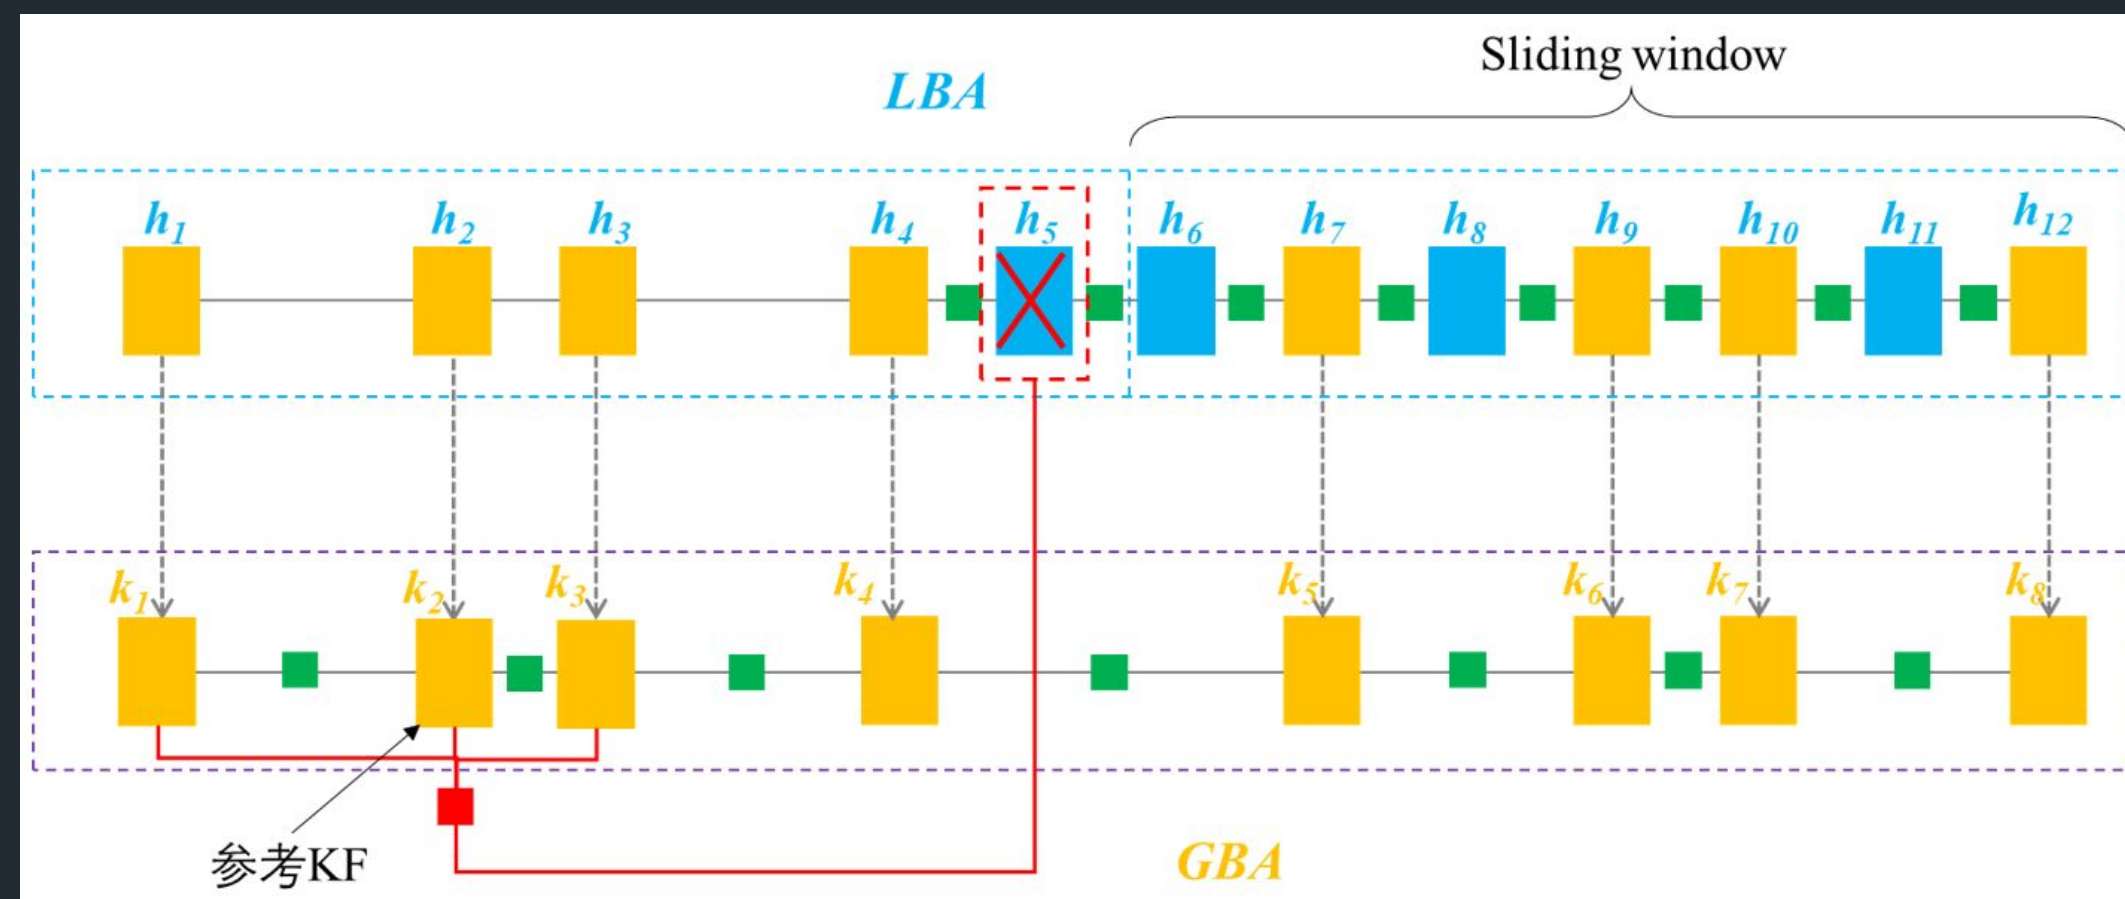 Sliding window
LBA
h1 h2 h3 h4 h5 h6 h7 h8 h9 h10 h11 h12
k1 k2 k3 k4 k5 k6 k7 k8
参考KF
GBA